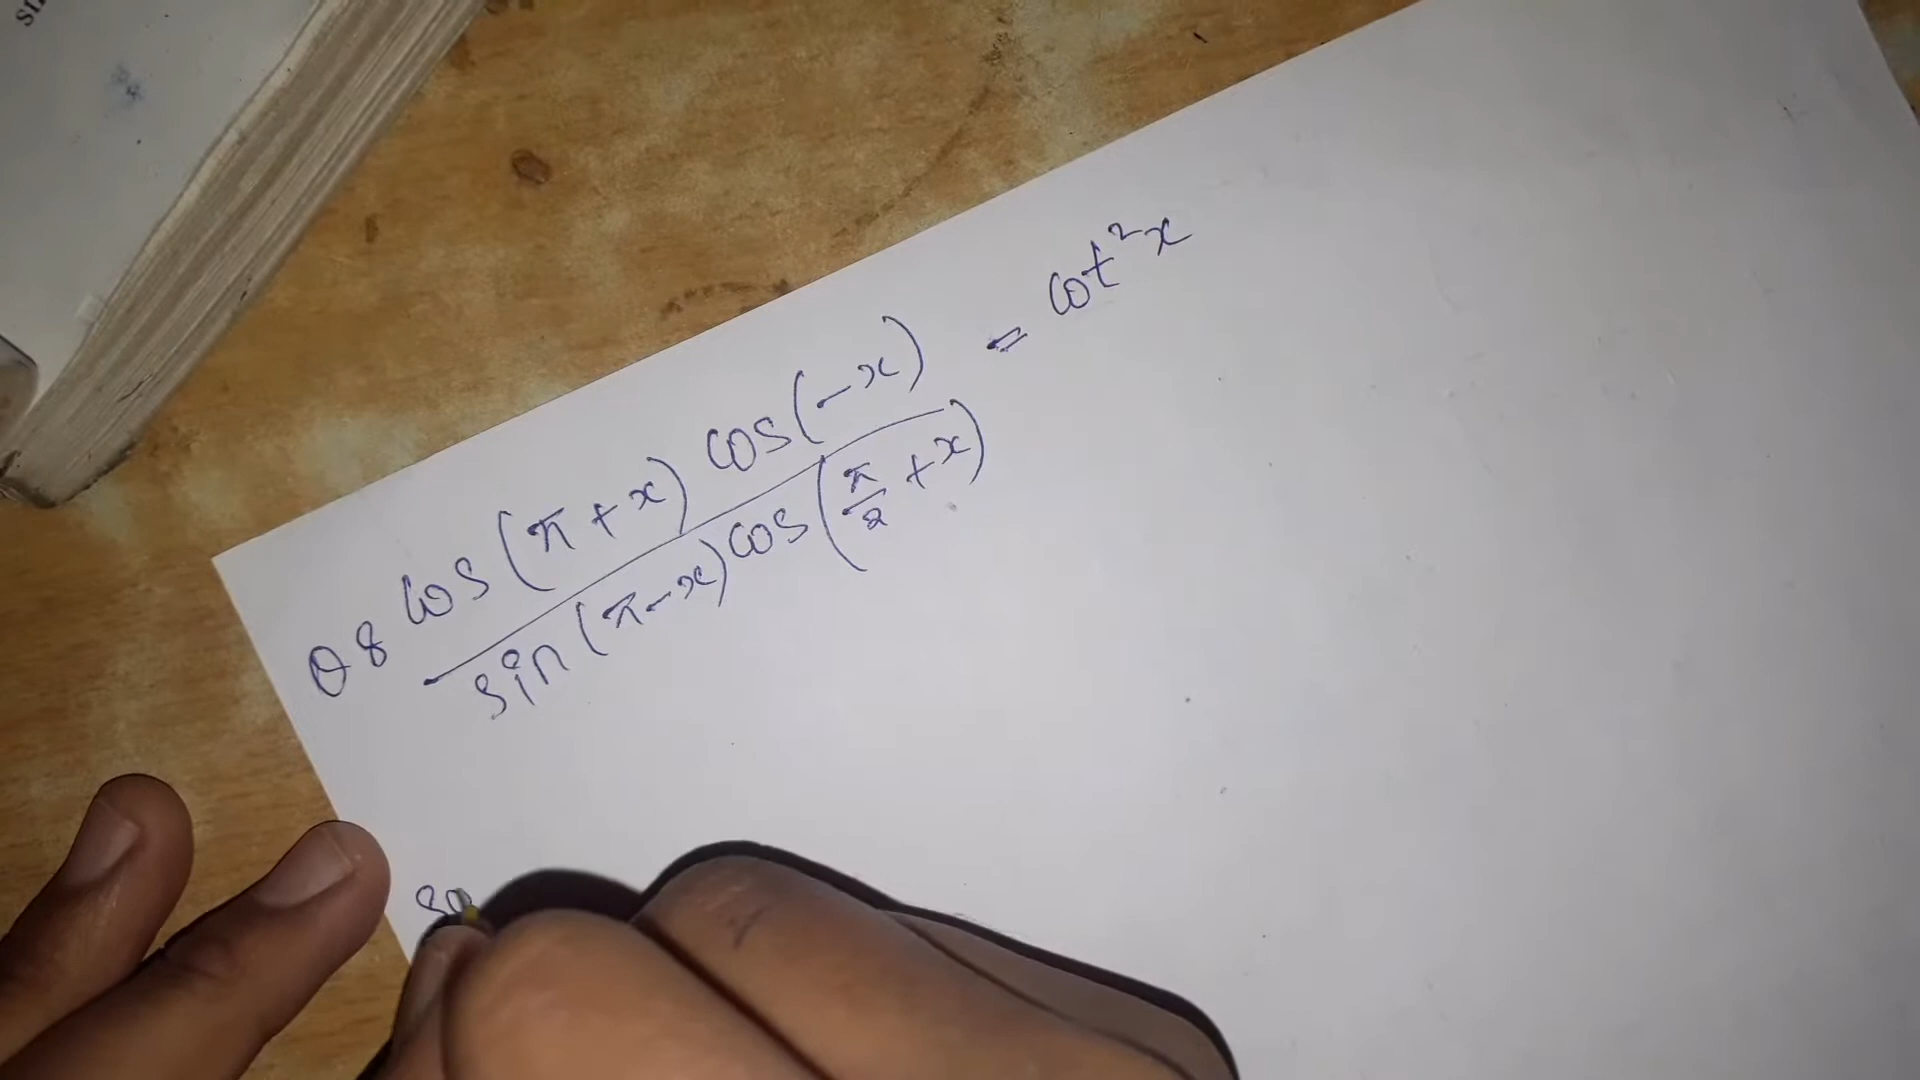 Q8 cos(π+x) cos(-x) / sin(π-x) cos(π/2 +x) = cot²x
so